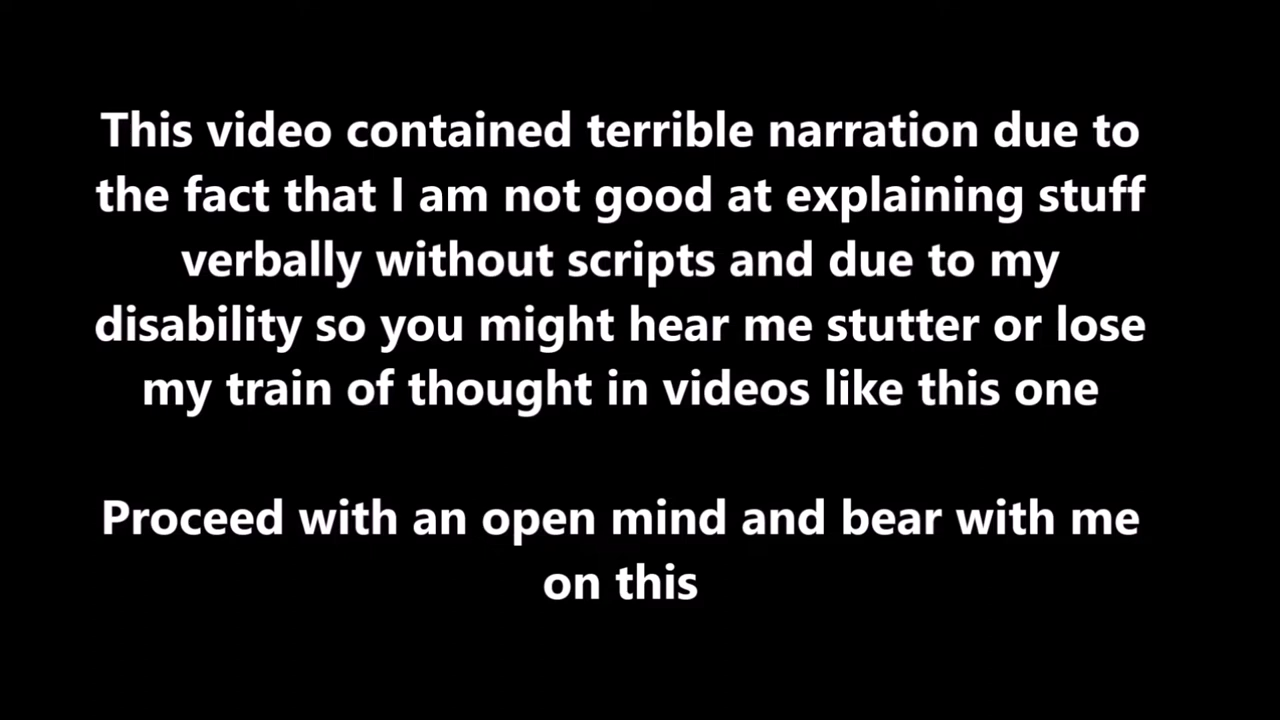 This video contained terrible narration due to
the fact that I am not good at explaining stuff
verbally without scripts and due to my
disability so you might hear me stutter or lose
my train of thought in videos like this one
Proceed with an open mind and bear with me
on this